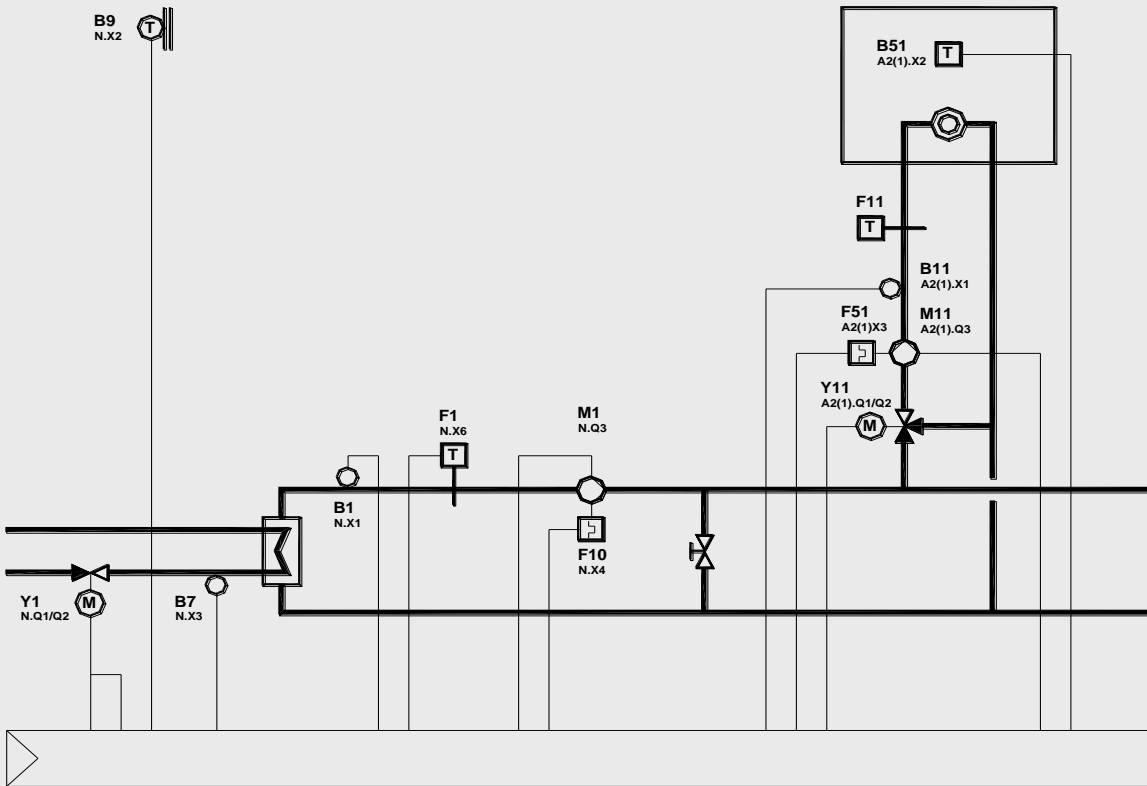 B9
N.X2
T
B51
A2(1).X2
T
F11
T
B11
A2(1).X1
F51
A2(1)X3
M11
A2(1).Q3
Y11
A2(1).Q1/Q2
M
F1
N.X6
T
M1
N.Q3
B1
N.X1
F10
N.X4
Y1
N.Q1/Q2
M
B7
N.X3